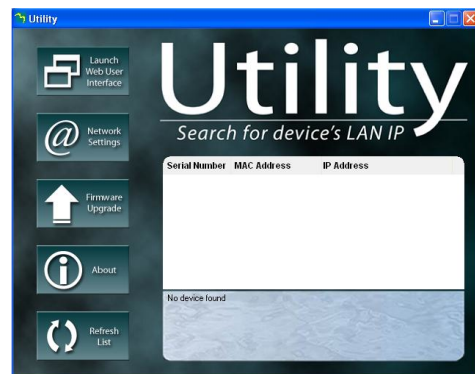 Utility
Launch
Web User
Interface
Utility
Search for device's LAN IP
Network
Settings
Serial Number MAC Address IP Address
Firmware
Upgrade
About
No device found
Refresh
List